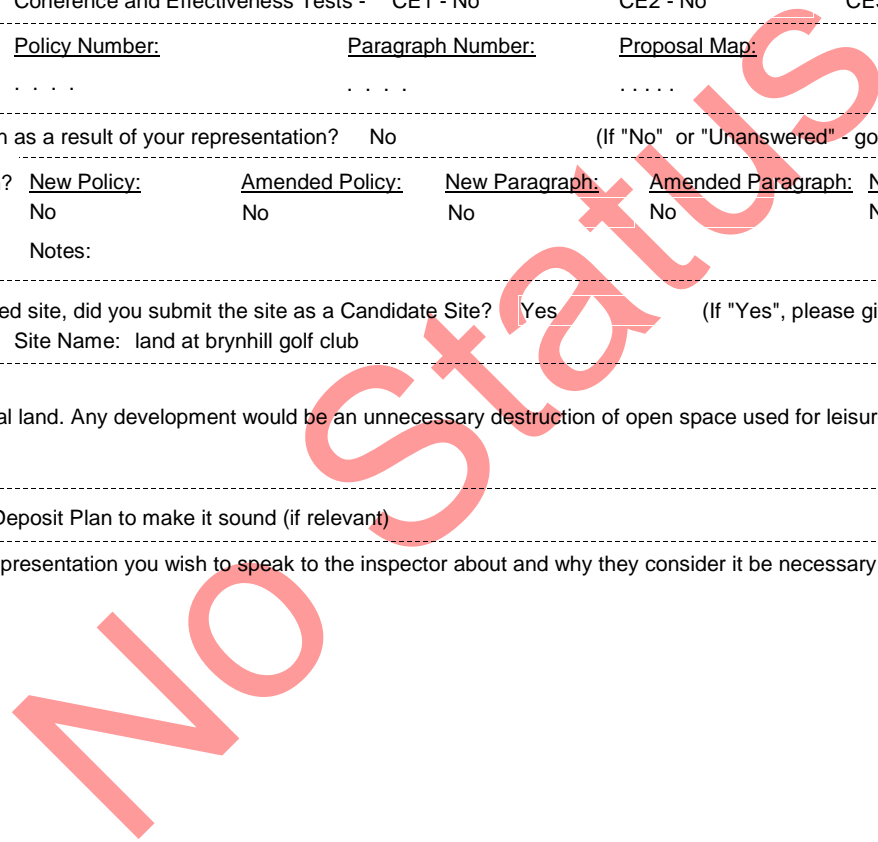 Coherence and Effectiveness Tests - CE1 - No CE2 - No CE
Policy Number: Paragraph Number: Proposal Map:
. . . . . . . . . . . . .
n as a result of your representation? No (If "No" or "Unanswered" - go
? New Policy: Amended Policy: New Paragraph: Amended Paragraph: N
No No No No N
Notes:
ed site, did you submit the site as a Candidate Site? Yes (If "Yes", please gi
Site Name: land at brynhill golf club
al land. Any development would be an unnecessary destruction of open space used for leisur
Deposit Plan to make it sound (if relevant)
presentation you wish to speak to the inspector about and why they consider it be necessary
No Status